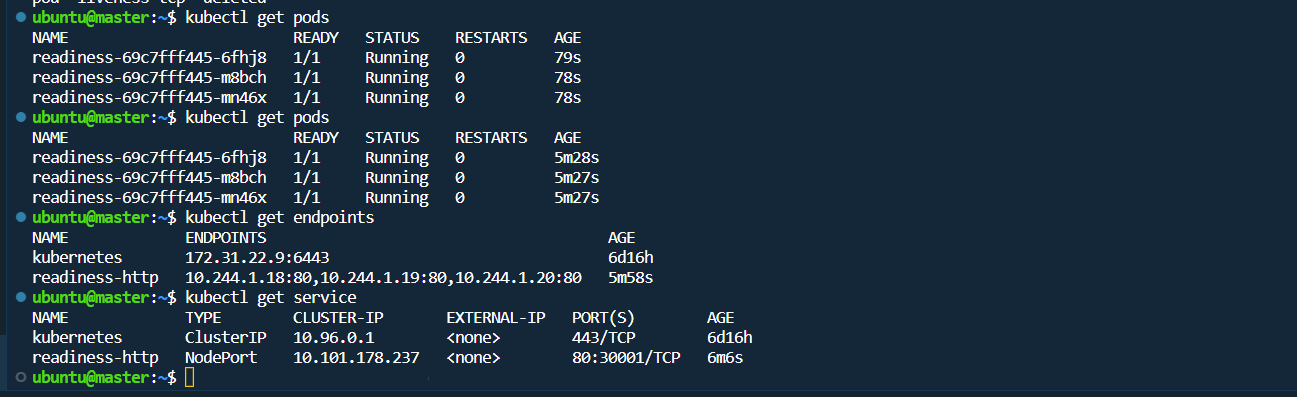 pod "liveness-tcp" deleted
ubuntu@master:~$ kubectl get pods
NAME                         READY   STATUS    RESTARTS   AGE
readiness-69c7fff445-6fhj8   1/1     Running   0          79s
readiness-69c7fff445-m8bch   1/1     Running   0          78s
readiness-69c7fff445-mn46x   1/1     Running   0          78s
ubuntu@master:~$ kubectl get pods
NAME                         READY   STATUS    RESTARTS   AGE
readiness-69c7fff445-6fhj8   1/1     Running   0          5m28s
readiness-69c7fff445-m8bch   1/1     Running   0          5m27s
readiness-69c7fff445-mn46x   1/1     Running   0          5m27s
ubuntu@master:~$ kubectl get endpoints
NAME             ENDPOINTS                                      AGE
kubernetes       172.31.22.9:6443                               6d16h
readiness-http   10.244.1.18:80,10.244.1.19:80,10.244.1.20:80   5m58s
ubuntu@master:~$ kubectl get service
NAME             TYPE        CLUSTER-IP       EXTERNAL-IP   PORT(S)        AGE
kubernetes       ClusterIP   10.96.0.1        <none>        443/TCP        6d16h
readiness-http   NodePort    10.101.178.237   <none>        80:30001/TCP   6m6s
ubuntu@master:~$